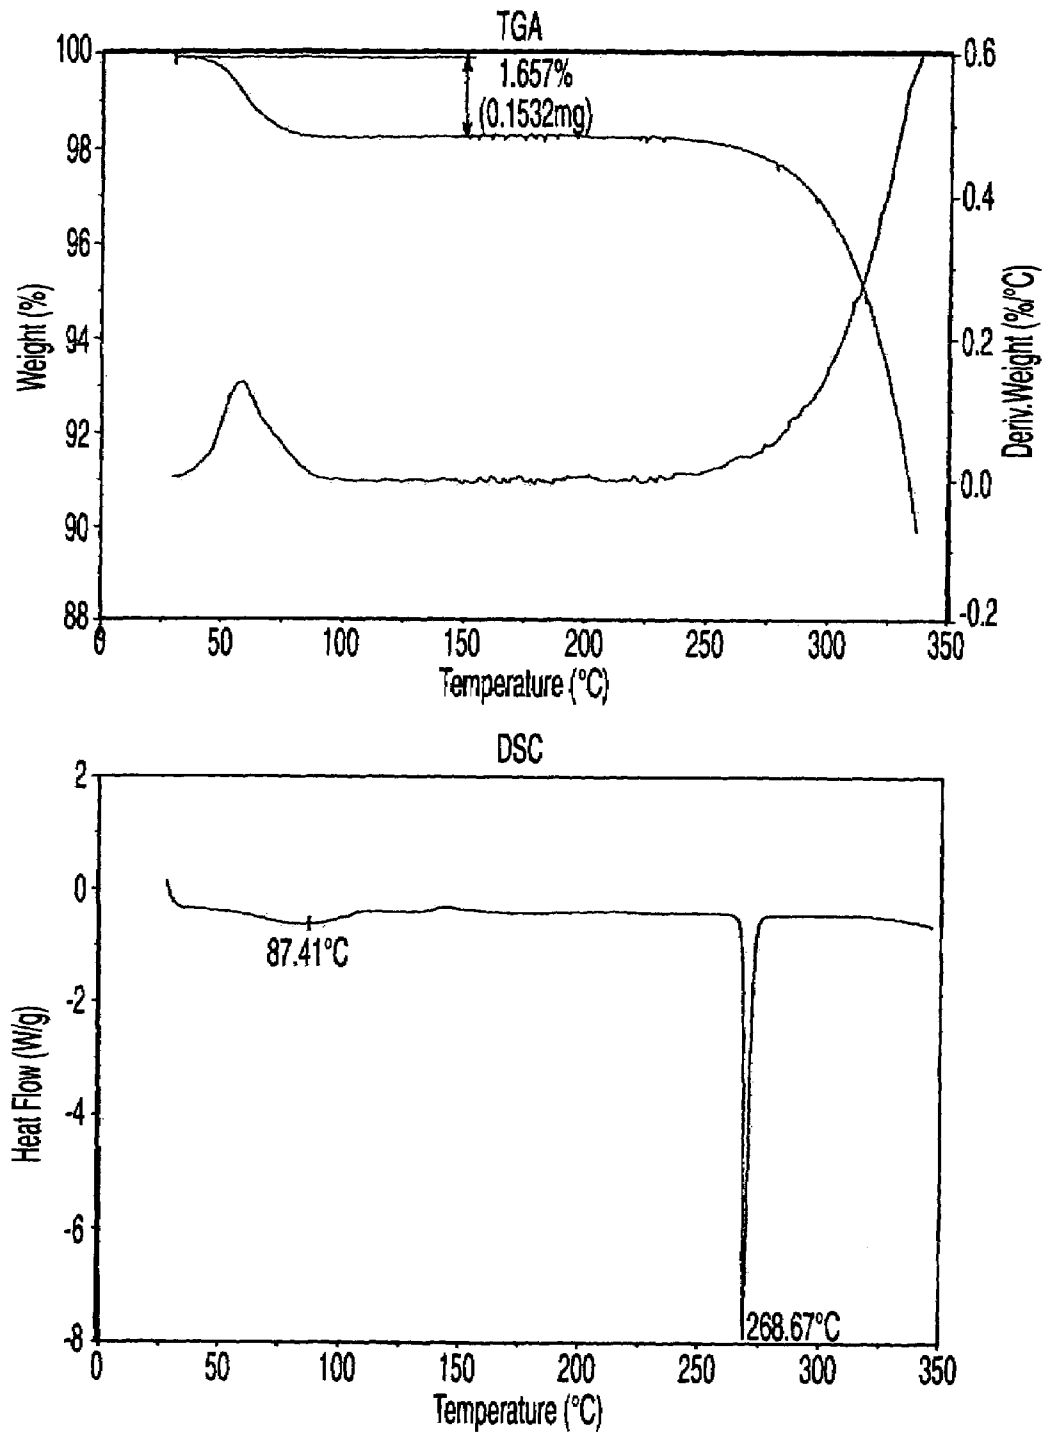 TGA
100
98
96
94
92
90
88
Weight (%)
1.657%
(0.1532mg)
0.6
0.4
0.2
0.0
-0.2
Deriv.Weight (%/°C)
0 50 100 150 200 250 300 350
Temperature (°C)
DSC
2
0
-2
-4
-6
-8
Heat Flow (W/g)
87.41°C
268.67°C
0 50 100 150 200 250 300 350
Temperature (°C)